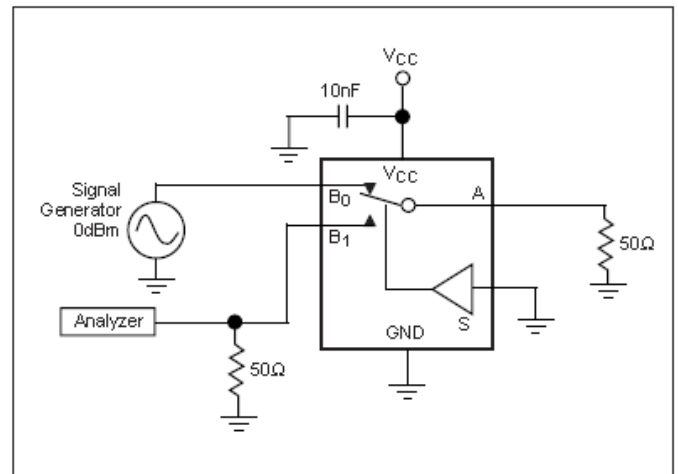 VCC
10nF
VCC
Signal
Generator
0dBm
B0
A
B1
50Ω
Analyzer
S
GND
50Ω